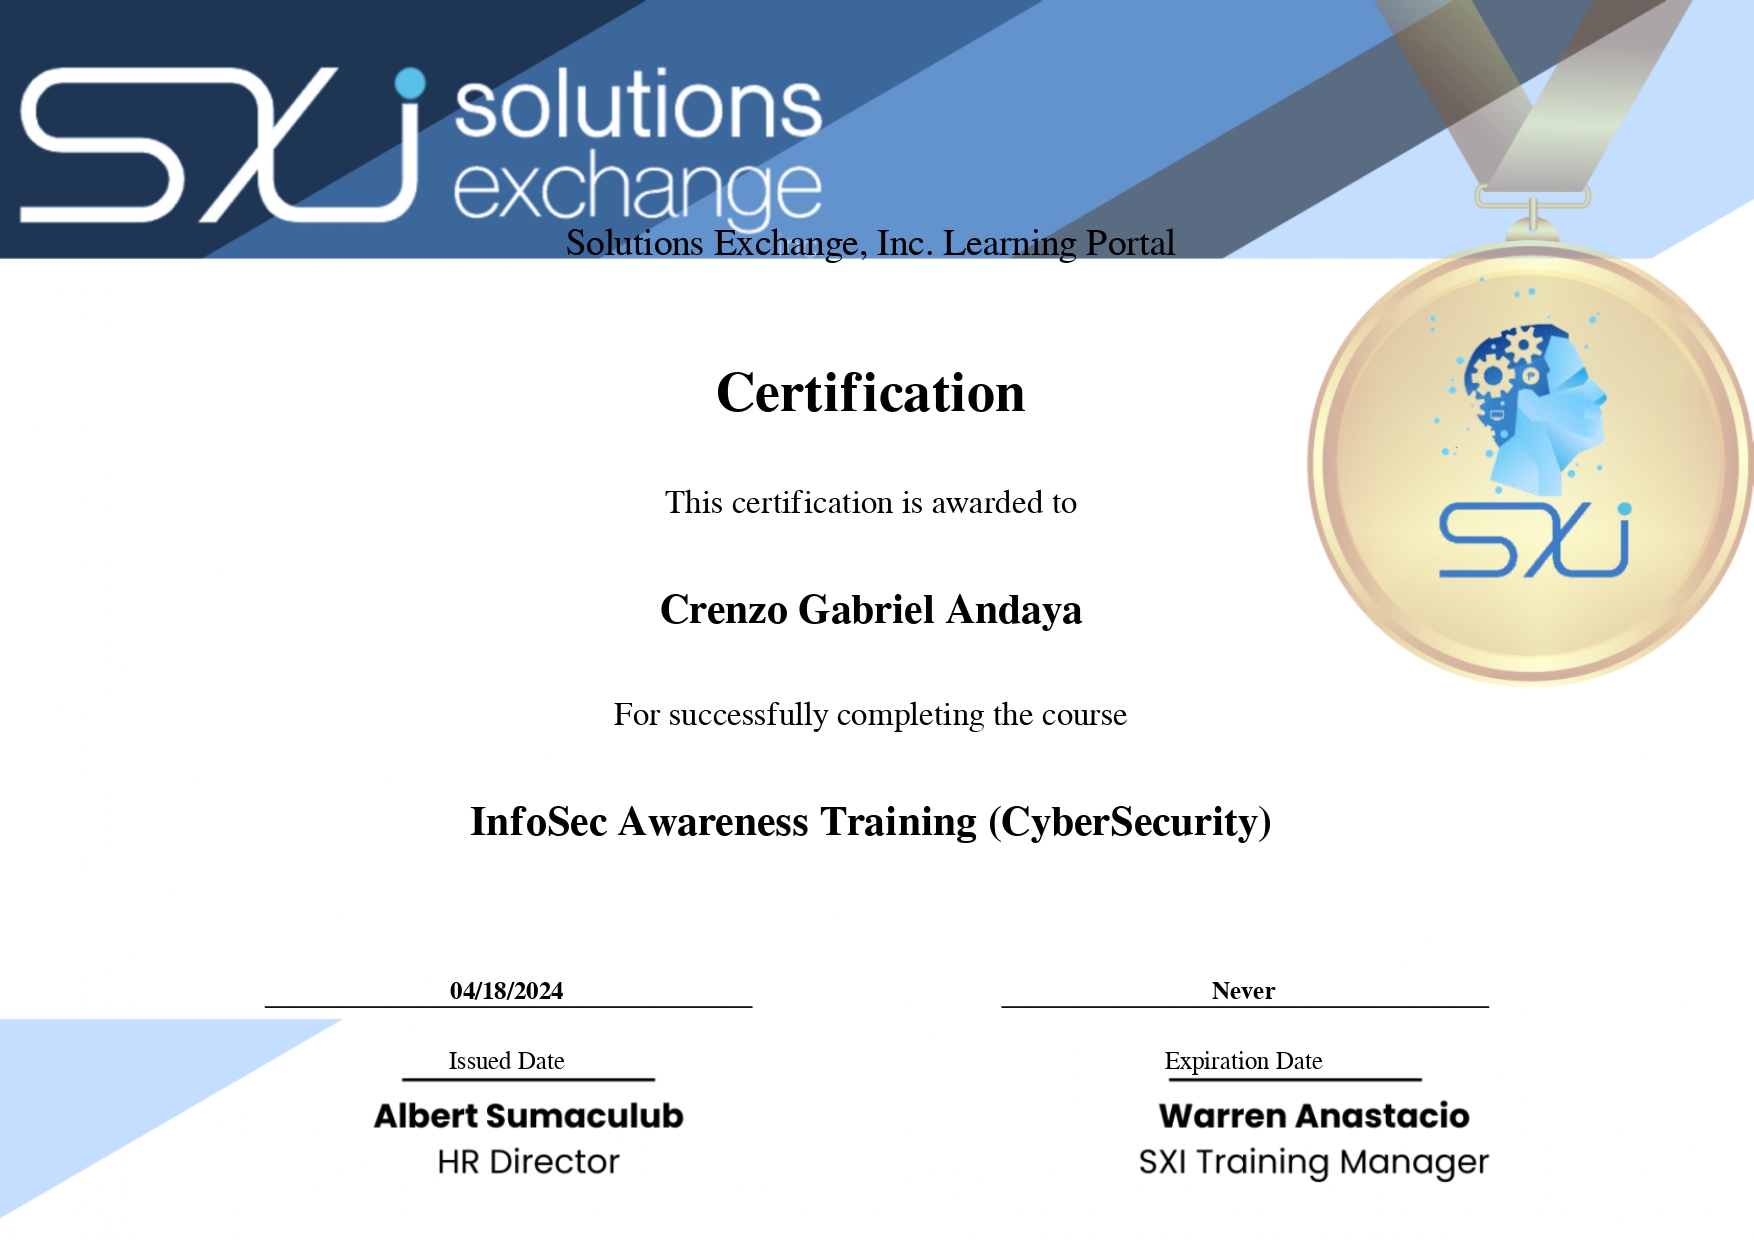 SXi solutions
exchange
Solutions Exchange, Inc. Learning Portal
Certification
This certification is awarded to
Crenzo Gabriel Andaya
For successfully completing the course
InfoSec Awareness Training (CyberSecurity)
SXi
04/18/2024
Never
Issued Date
Expiration Date
Albert Sumaculub
Warren Anastacio
HR Director
SXI Training Manager